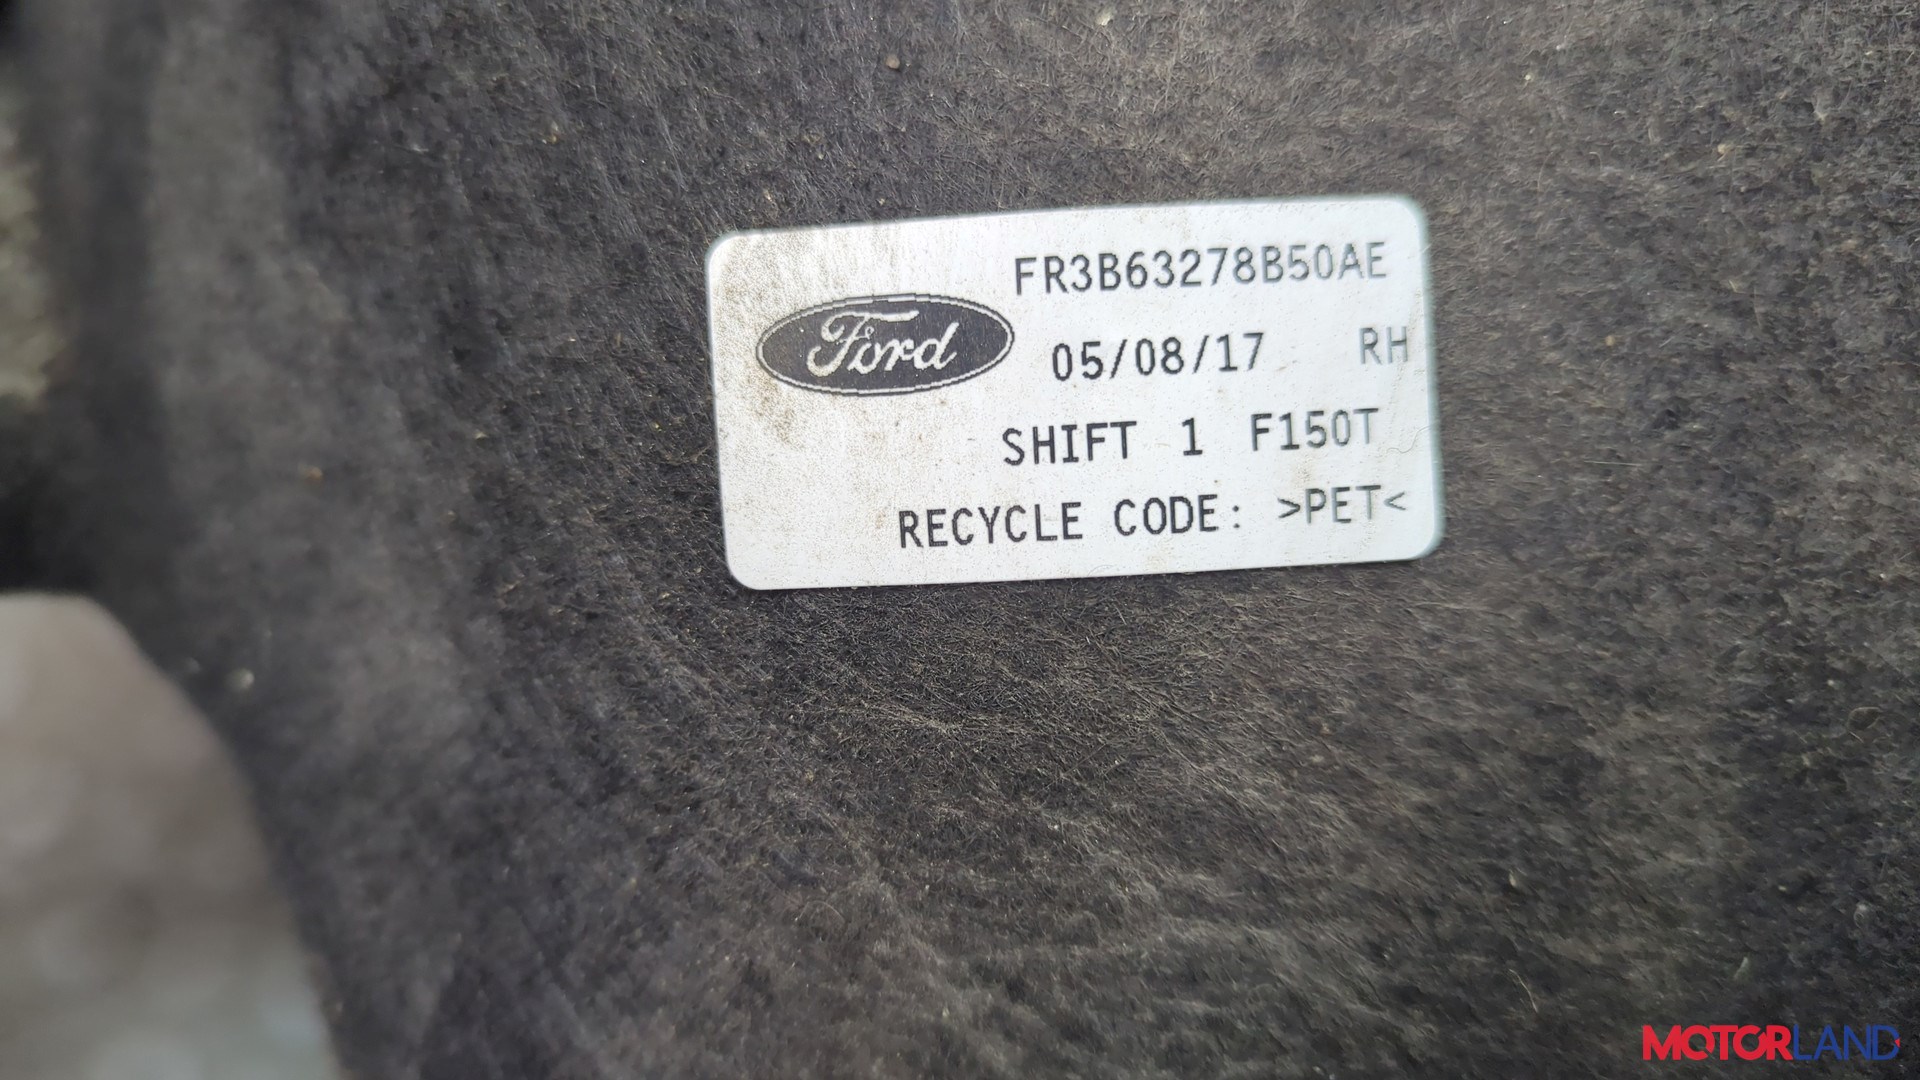 FR3B63278B50AE
Ford 05/08/17 RH
SHIFT 1 F150T
RECYCLE CODE: >PET<
MOTORLAND